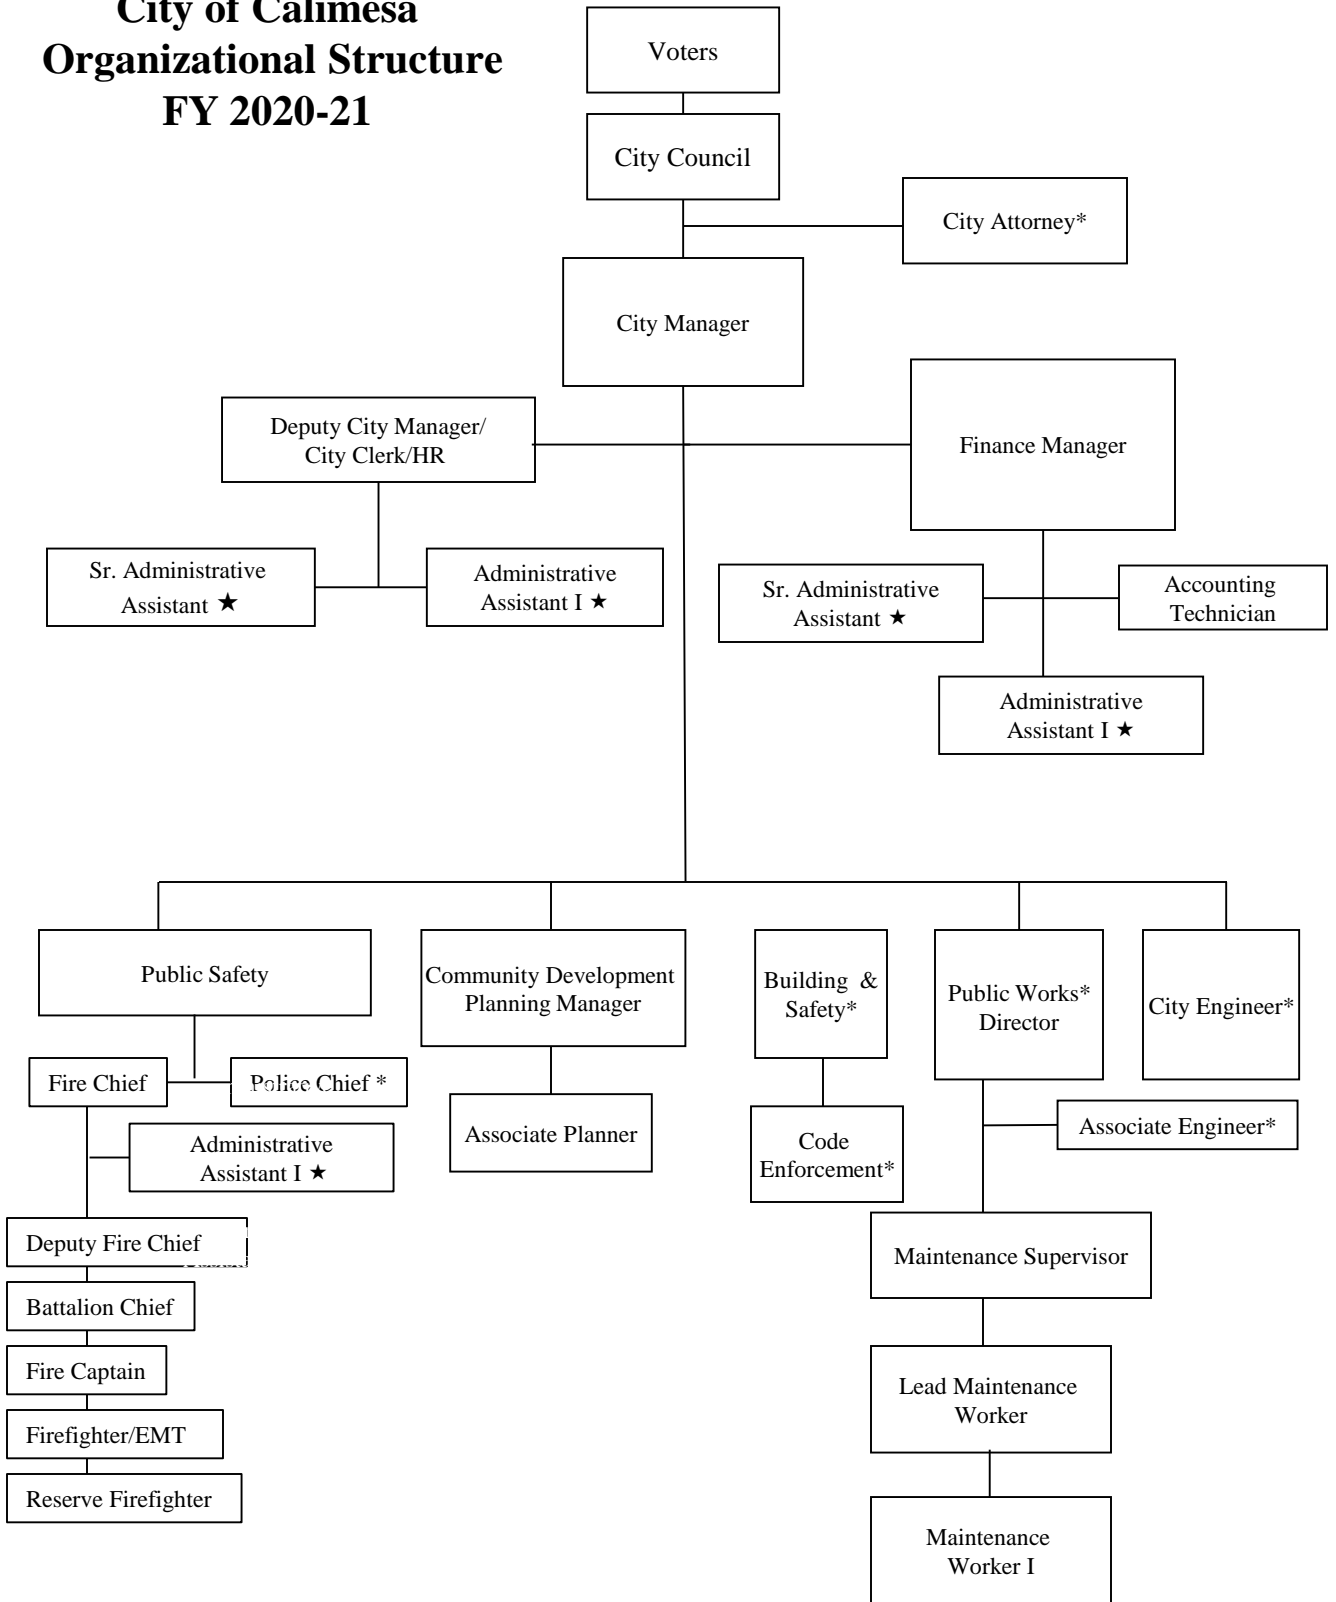 City of Calimesa
Organizational Structure
FY 2020-21
Voters
City Council
City Attorney*
City Manager
Deputy City Manager/
City Clerk/HR
Finance Manager
Sr. Administrative
Assistant ★
Administrative
Assistant I ★
Sr. Administrative
Assistant ★
Accounting
Technician
Administrative
Assistant I ★
Public Safety
Community Development
Planning Manager
Building & 
Safety*
Public Works*
Director
City Engineer*
Fire Chief
Police Chief *
Administrative
Assistant I ★
Associate Planner
Code
Enforcement*
Associate Engineer*
Deputy Fire Chief
Battalion Chief
Fire Captain
Firefighter/EMT
Reserve Firefighter
Maintenance Supervisor
Lead Maintenance
Worker
Maintenance
Worker I